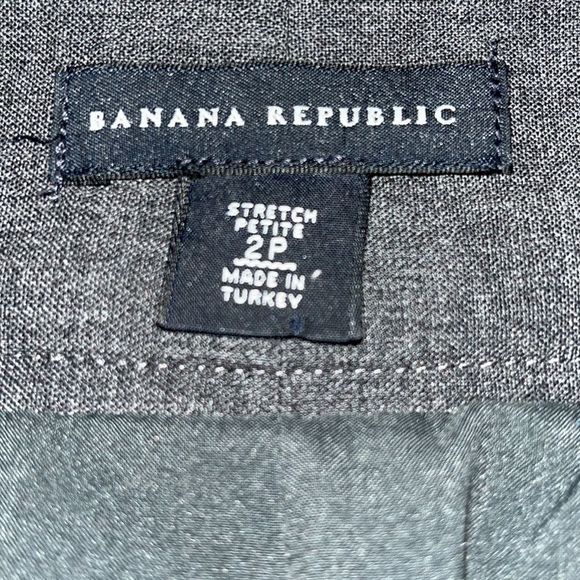 BANANA REPUBLIC
STRETCH
PETITE
2P
MADE IN
TURKEY